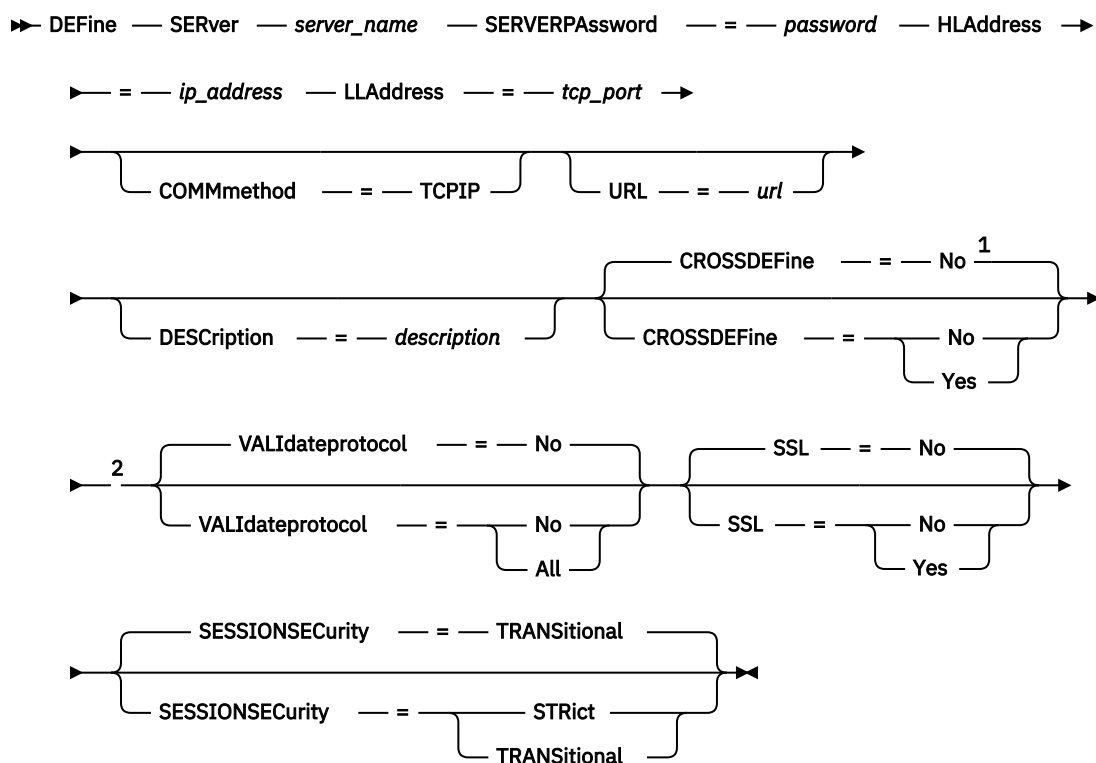 DEFine SERver server_name SERVERPAssword = password HLAddress
= ip_address LLAddress = tcp_port
COMMmethod = TCPIP URL = url
CROSSDEFine = No 1
DESCription = description CROSSDEFine = No
Yes
VALIdateprotocol = No SSL = No
2
VALIdateprotocol = No SSL = No
All Yes
SESSIONSECurity = TRANSitional
SESSIONSECurity = STRict
TRANSitional